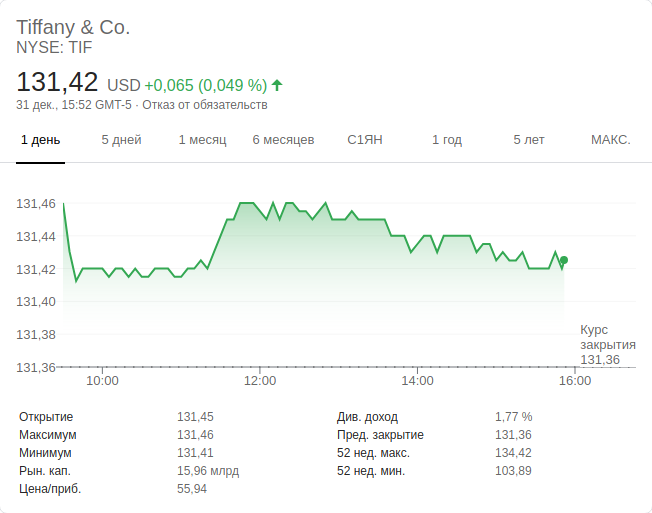 Tiffany & Co.
NYSE: TIF
131,42 USD +0,065 (0,049 %)
31 дек., 15:52 GMT-5 · Отказ от обязательств
1 день 5 дней 1 месяц 6 месяцев С1ЯН 1 год 5 лет МАКС.
131,46
131,44
131,42
131,40
131,38
131,36
Курс
закрытия
131,36
10:00 12:00 14:00 16:00
Открытие 131,45 Див. доход 1,77 %
Максимум 131,46 Пред. закрытие 131,36
Минимум 131,41 52 нед. макс. 134,42
Рын. кап. 15,96 млрд 52 нед. мин. 103,89
Цена/приб. 55,94